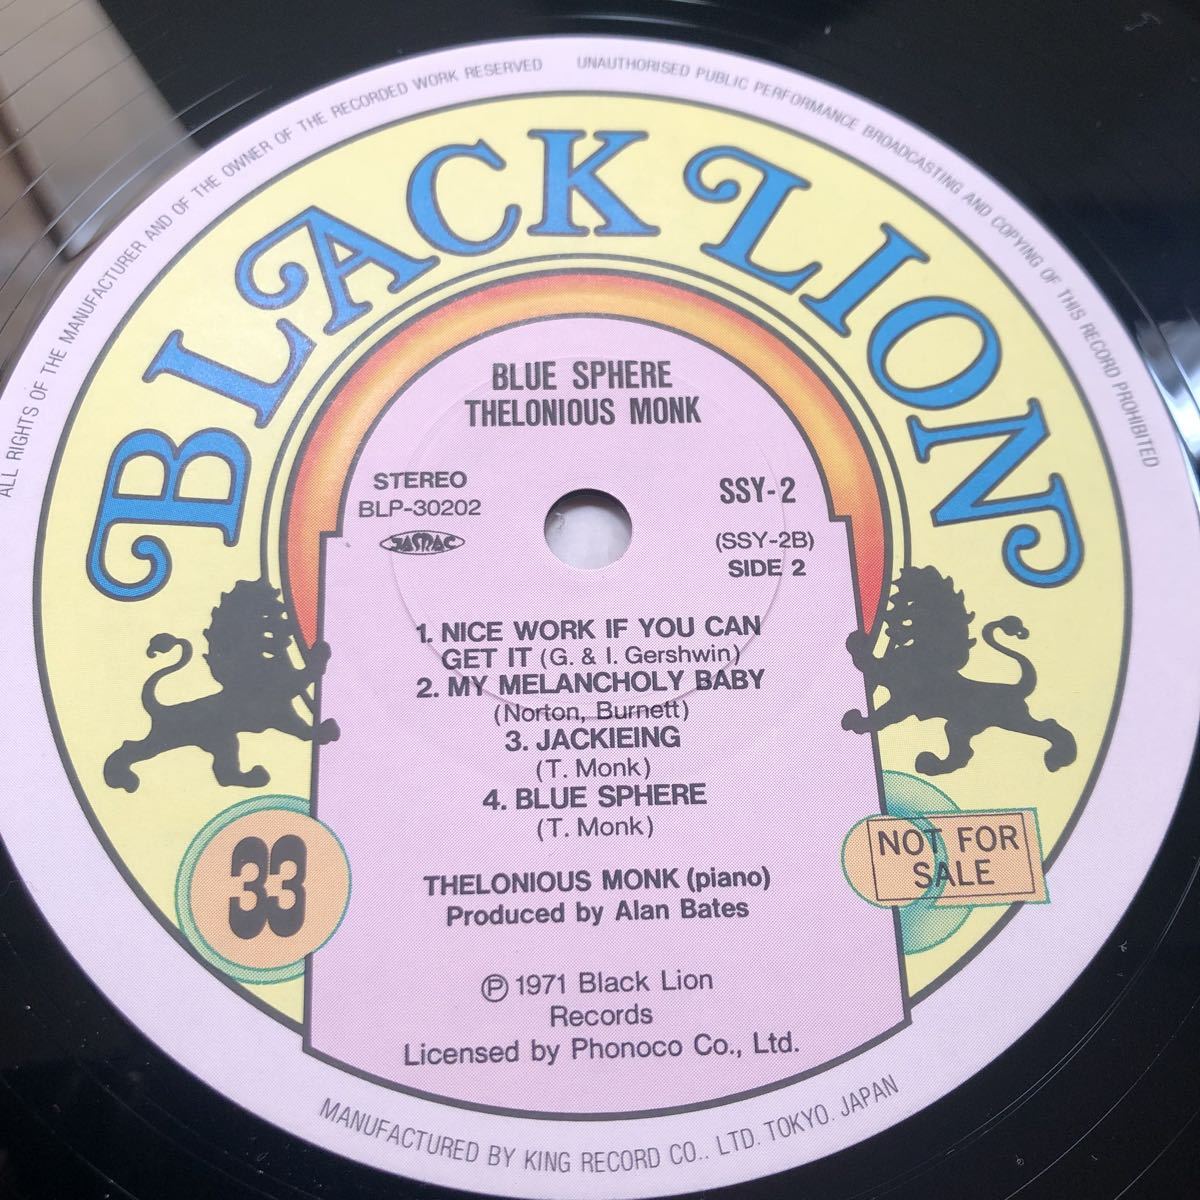 ALL RIGHTS OF THE MANUFACTURER AND OF THE OWNER OF THE RECORDED WORK RESERVED
UNAUTHORISED PUBLIC PERFORMANCE BROADCASTING AND COPYING OF THIS RECORD PROHIBITED
BLACK LION
BLUE SPHERE
THELONIOUS MONK
STEREO
BLP-30202
JASRAC
SSY-2
(SSY-2B)
SIDE 2
1. NICE WORK IF YOU CAN
GET IT (G. & I. Gershwin)
2. MY MELANCHOLY BABY
(Norton, Burnett)
3. JACKIEING
(T. Monk)
4. BLUE SPHERE
(T. Monk)
33
NOT FOR
SALE
THELONIOUS MONK (piano)
Produced by Alan Bates
Ⓟ 1971 Black Lion
Records
Licensed by Phonoco Co., Ltd.
MANUFACTURED BY KING RECORD CO., LTD. TOKYO. JAPAN